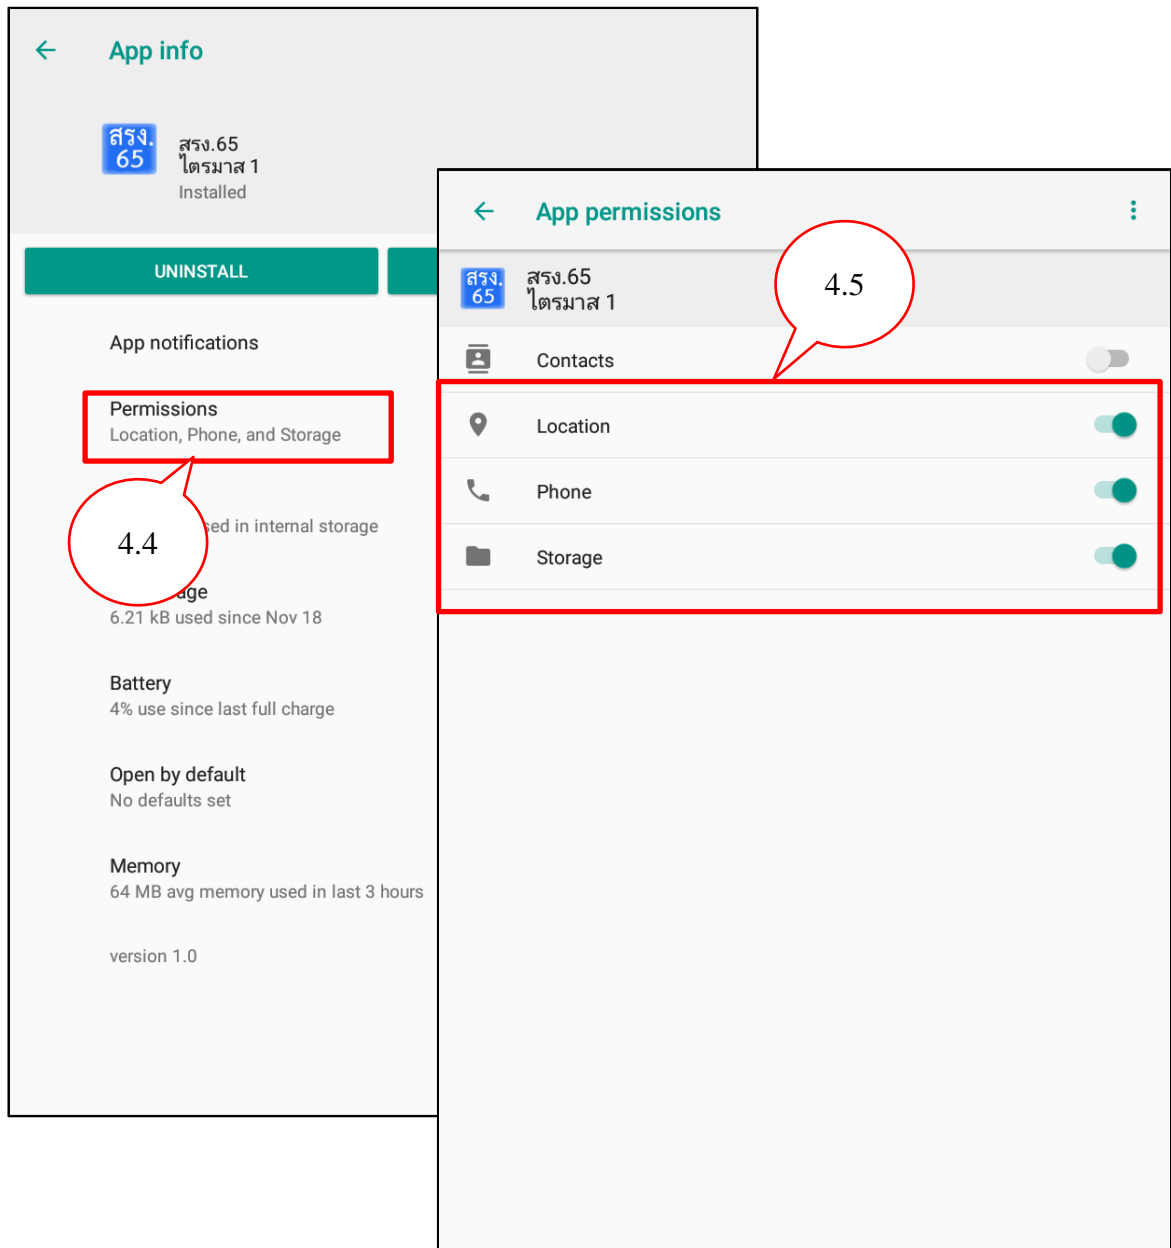 App info
สรง.
65
สรง.65
ไตรมาส 1
Installed
UNINSTALL
App notifications
Permissions
Location, Phone, and Storage
4.4
in internal storage
6.21 kB used since Nov 18
Battery
4% use since last full charge
Open by default
No defaults set
Memory
64 MB avg memory used in last 3 hours
version 1.0
App permissions
สรง.
65
สรง.65
ไตรมาส 1
4.5
Contacts
Location
Phone
Storage